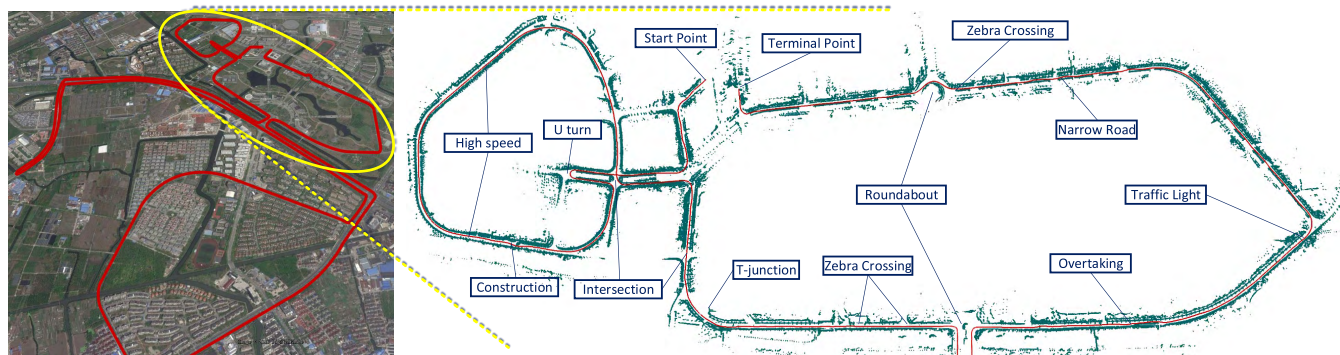 Start Point
Terminal Point
Zebra Crossing
U turn
High speed
Narrow Road
Roundabout
Traffic Light
T-junction
Zebra Crossing
Overtaking
Construction
Intersection